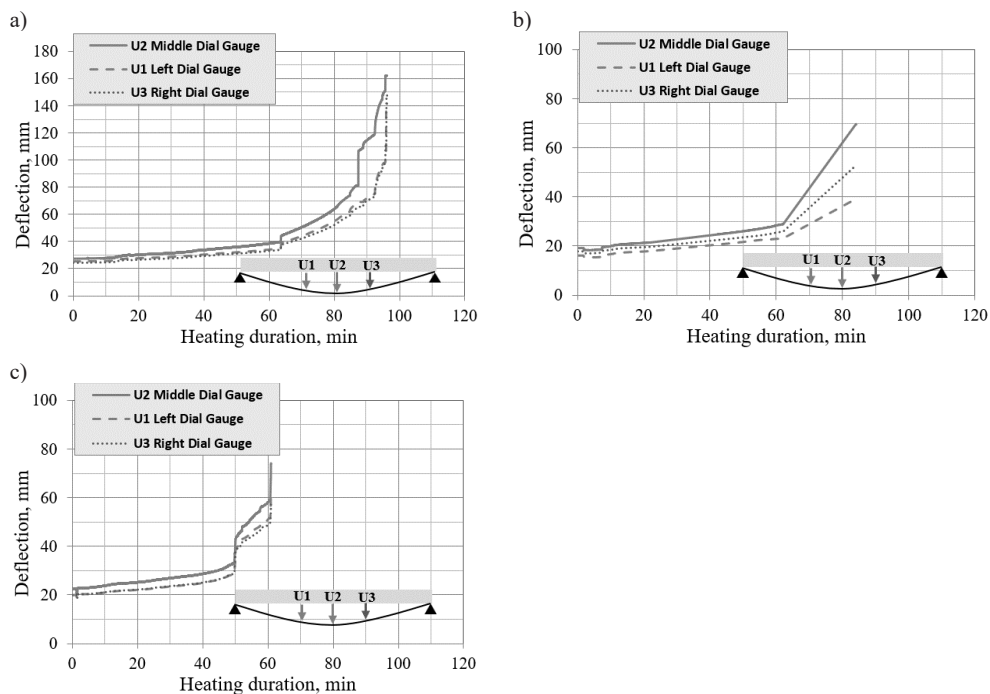 a)
U2 Middle Dial Gauge
U1 Left Dial Gauge
U3 Right Dial Gauge
Deflection, mm
180
160
140
120
100
80
60
40
20
0
U1 U2 U3
0 20 40 60 80 100 120
Heating duration, min
b)
U2 Middle Dial Gauge
U1 Left Dial Gauge
U3 Right Dial Gauge
Deflection, mm
100
80
60
40
20
0
U1 U2 U3
0 20 40 60 80 100 120
Heating duration, min
c)
U2 Middle Dial Gauge
U1 Left Dial Gauge
U3 Right Dial Gauge
Deflection, mm
100
80
60
40
20
0
U1 U2 U3
0 20 40 60 80 100 120
Heating duration, min